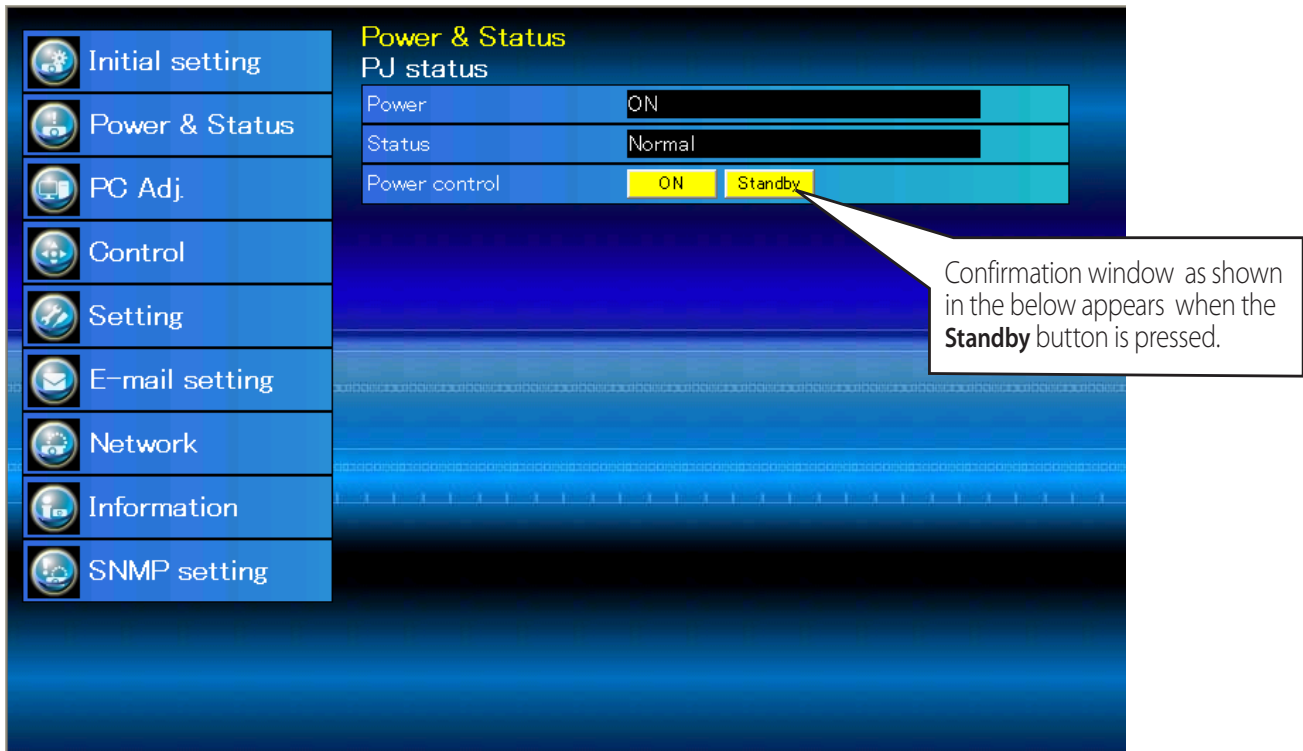 Initial setting
Power & Status
PC Adj.
Control
Setting
E-mail setting
Network
Information
SNMP setting
Power & Status
PJ status
Power ON
Status Normal
Power control ON Standby
Confirmation window as shown
in the below appears when the
Standby button is pressed.